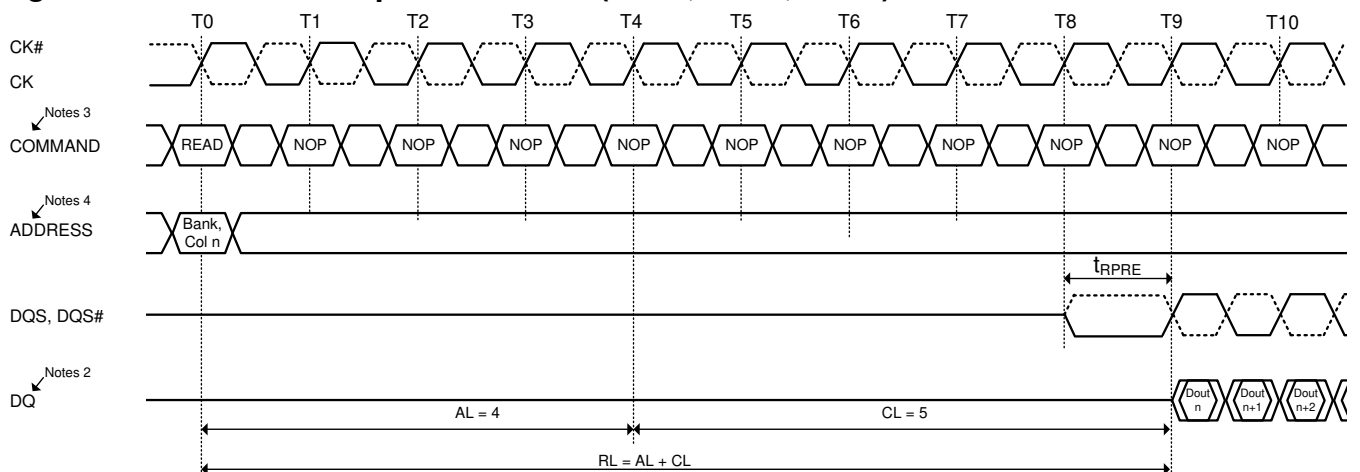 T0 T1 T2 T3 T4 T5 T6 T7 T8 T9 T10
CK#
CK
Notes 3
COMMAND READ NOP NOP NOP NOP NOP NOP NOP NOP NOP NOP
Notes 4
ADDRESS
Bank,
Col n
tRPRE
DQS, DQS#
Notes 2
DQ
Dout
n
Dout
n+1
Dout
n+2
AL = 4 CL = 5
RL = AL + CL